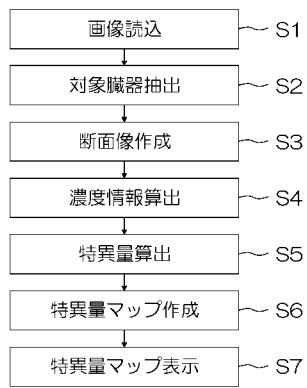 画像読込 S1
対象臓器抽出 S2
断面像作成 S3
濃度情報算出 S4
特異量算出 S5
特異量マップ作成 S6
特異量マップ表示 S7